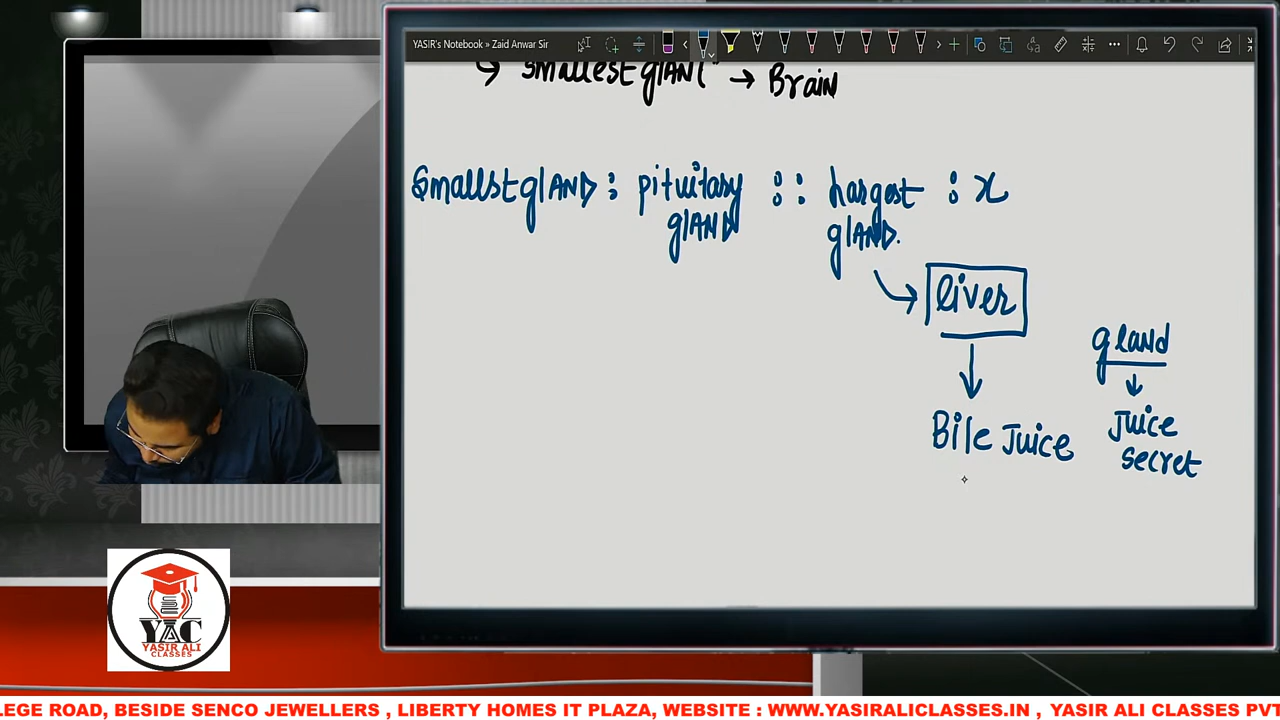 YASIR's Notebook » Zaid Anwar Sir
↳ Smallest gland → Brain
Smallst gland : pituitary :: largest : x
gland gland.
liver
gland
Bile Juice
Juice
secret
YAC
YASIR ALI
CLASSES
LEGE ROAD, BESIDE SENCO JEWELLERS , LIBERTY HOMES IT PLAZA, WEBSITE : WWW.YASIRALICLASSES.IN , YASIR ALI CLASSES PVT